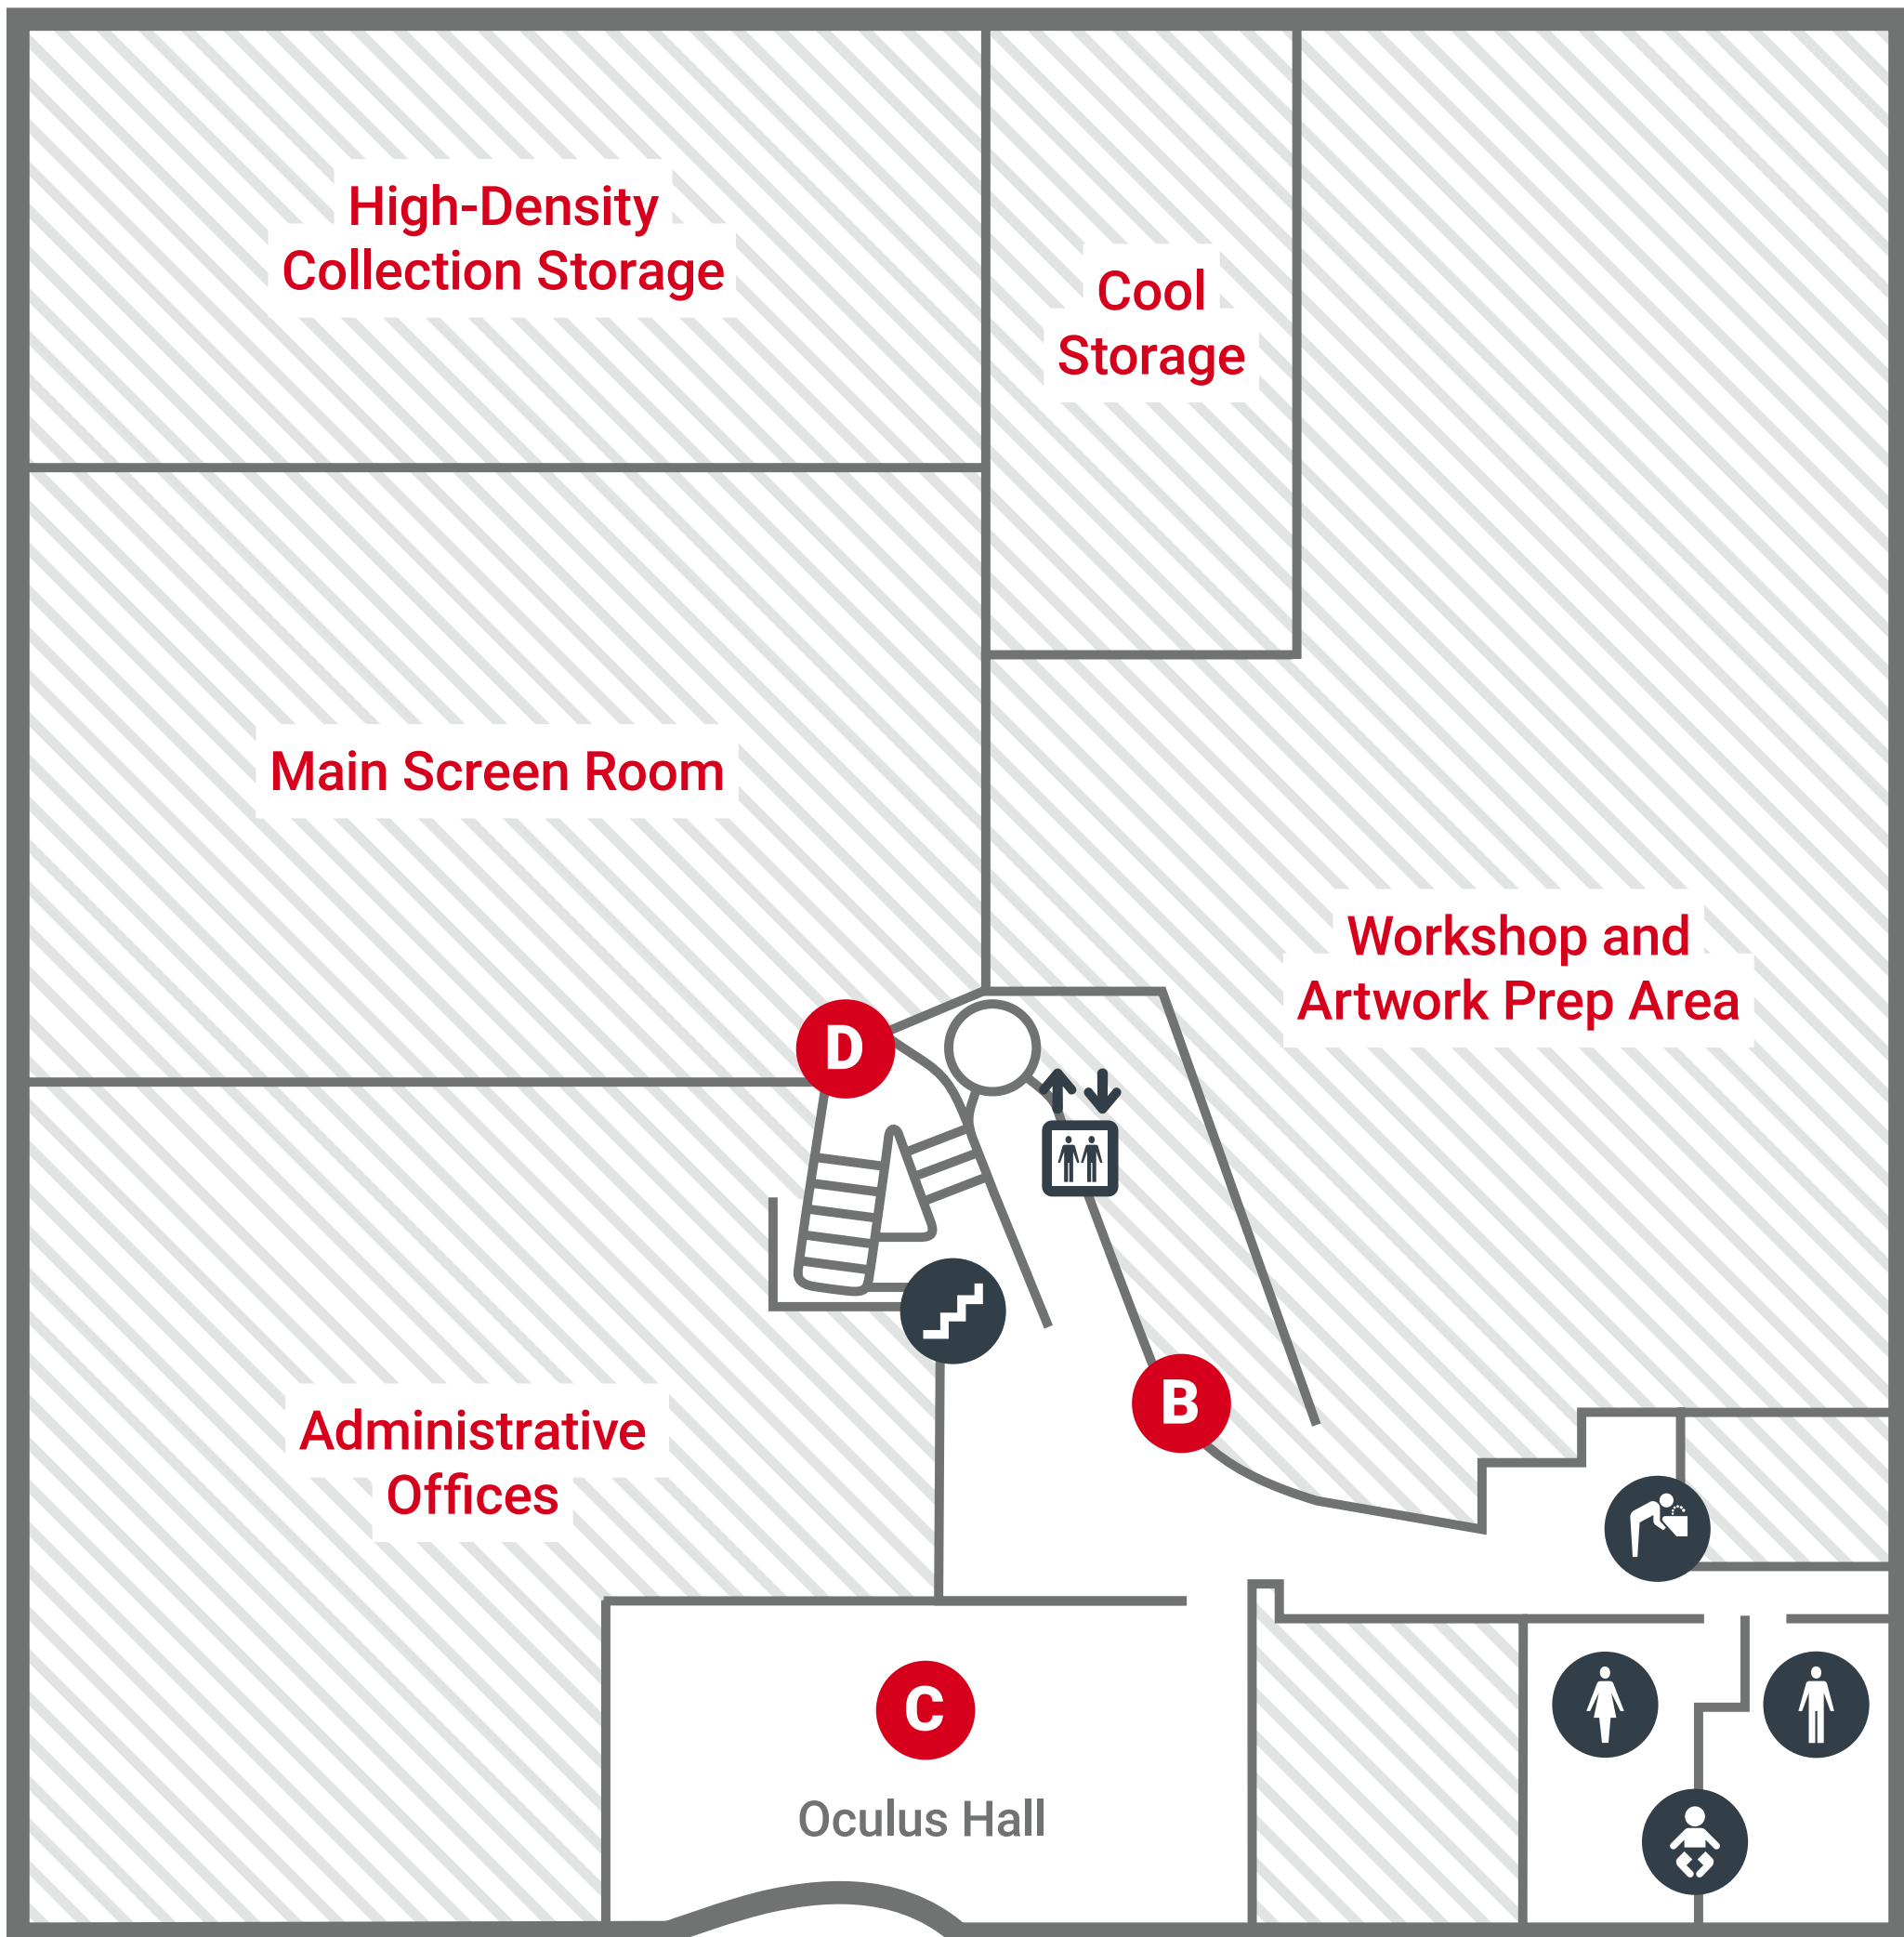 High-Density
Collection Storage
Cool
Storage
Main Screen Room
Workshop and
Artwork Prep Area
D
B
Administrative
Offices
C
Oculus Hall